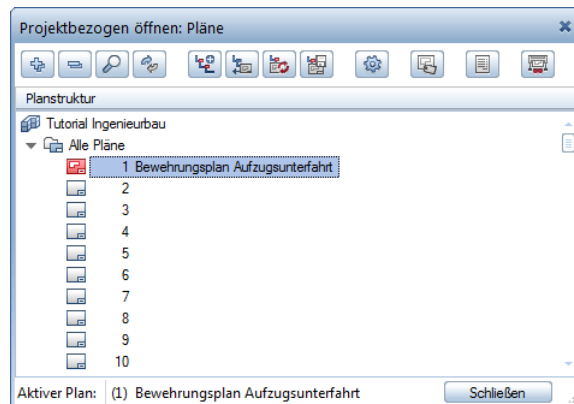 Projektbezogen öffnen: Pläne
Planstruktur
Tutorial Ingenieurbau
Alle Pläne
1 Bewehrungsplan Aufzugsunterfahrt
2
3
4
5
6
7
8
9
10
Aktiver Plan: (1) Bewehrungsplan Aufzugsunterfahrt Schließen